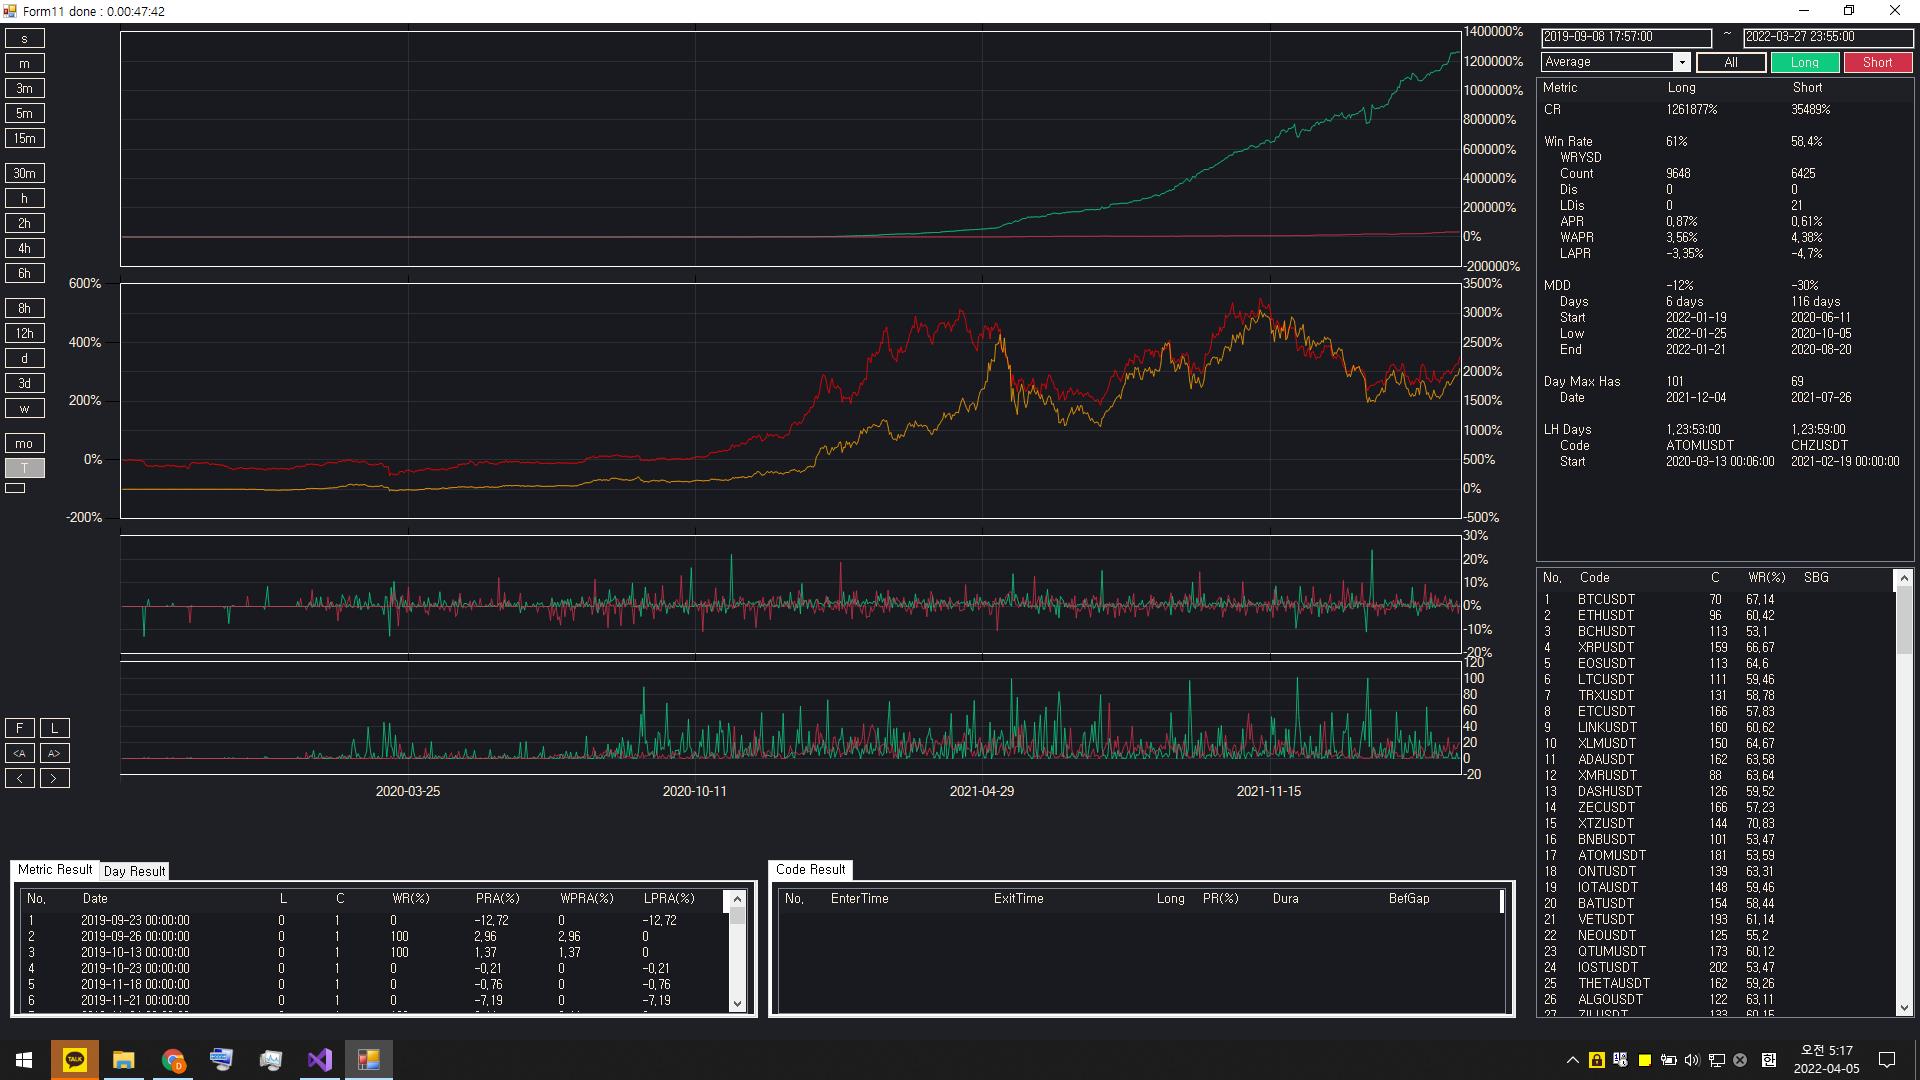 Form11 done : 0.00:47:42
s
m
3m
5m
15m
30m
h
2h
4h
6h
8h
12h
d
3d
w
mo
T
F L
<A A>
< >
1400000%
1200000%
1000000%
800000%
600000%
400000%
200000%
0%
-200000%
600%
400%
200%
0%
-200%
3500%
3000%
2500%
2000%
1500%
1000%
500%
0%
-500%
30%
20%
10%
0%
-10%
-20%
120
100
80
60
40
20
0
-20
2020-03-25 2020-10-11 2021-04-29 2021-11-15
2019-09-08 17:57:00 ~ 2022-03-27 23:55:00
Average All Long Short
Metric Long Short
CR 1261877% 35489%
Win Rate 61% 58,4%
WRYSD
Count 9648 6425
Dis 0 0
LDis 0 21
APR 0,87% 0,61%
WAPR 3,56% 4,38%
LAPR -3,35% -4,7%
MDD -12% -30%
Days 6 days 116 days
Start 2022-01-19 2020-06-11
Low 2022-01-25 2020-10-05
End 2022-01-21 2020-08-20
Day Max Has 101 69
Date 2021-12-04 2021-07-26
LH Days 1,23:53:00 1,23:59:00
Code ATOMUSDT CHZUSDT
Start 2020-03-13 00:06:00 2021-02-19 00:00:00
No, Code C WR(%) SBG
1 BTCUSDT 70 67,14
2 ETHUSDT 96 60,42
3 BCHUSDT 113 53,1
4 XRPUSDT 159 66,67
5 EOSUSDT 113 64,6
6 LTCUSDT 111 59,46
7 TRXUSDT 131 58,78
8 ETCUSDT 166 57,83
9 LINKUSDT 160 60,62
10 XLMUSDT 150 64,67
11 ADAUSDT 162 63,58
12 XMRUSDT 88 63,64
13 DASHUSDT 126 59,52
14 ZECUSDT 166 57,23
15 XTZUSDT 144 70,83
16 BNBUSDT 101 53,47
17 ATOMUSDT 181 53,59
18 ONTUSDT 139 63,31
19 IOTAUSDT 148 59,46
20 BATUSDT 154 58,44
21 VETUSDT 193 61,14
22 NEOUSDT 125 55,2
23 QTUMUSDT 173 60,12
24 IOSTUSDT 202 53,47
25 THETAUSDT 162 59,26
26 ALGOUSDT 122 63,11
27 ZILUSDT 133 60,15
Metric Result Day Result
No, Date L C WR(%) PRA(%) WPRA(%) LPRA(%)
1 2019-09-23 00:00:00 0 1 0 -12,72 0 -12,72
2 2019-09-26 00:00:00 0 1 100 2,96 2,96 0
3 2019-10-13 00:00:00 0 1 100 1,37 1,37 0
4 2019-10-23 00:00:00 0 1 0 -0,21 0 -0,21
5 2019-11-18 00:00:00 0 1 0 -0,76 0 -0,76
6 2019-11-21 00:00:00 0 1 0 -7,19 0 -7,19
Code Result
No, EnterTime ExitTime Long PR(%) Dura BefGap
TALK
오전 5:17
2022-04-05